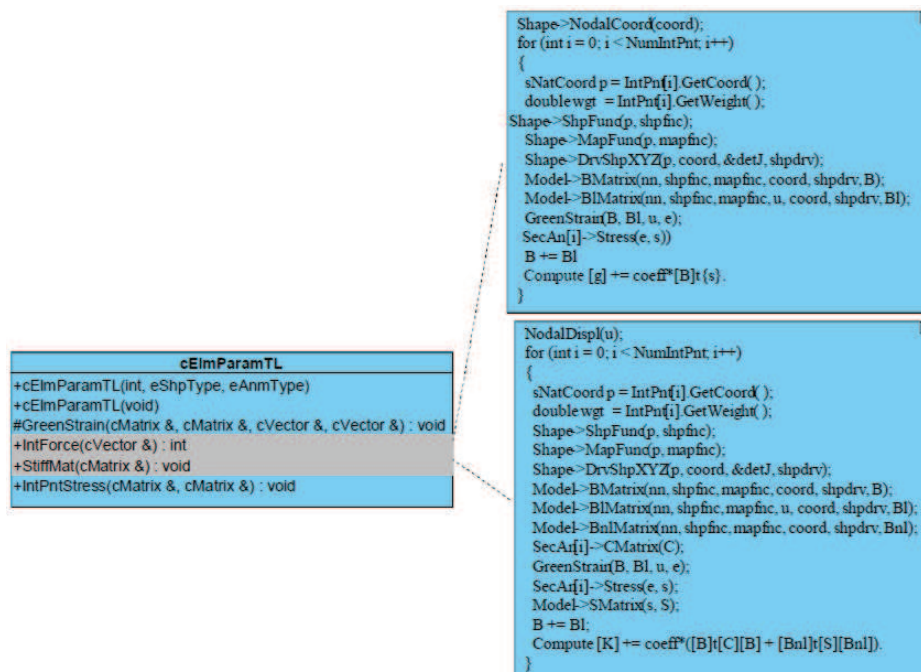 Shape->NodalCoord(coord);
for (int i = 0; i < NumIntPnt; i++)
{
sNatCoord p = IntPnt[i].GetCoord( );
double wgt = IntPnt[i].GetWeight( );
Shape->ShpFunc(p, shpfnc);
Shape->MapFunc(p, mapfnc);
Shape->DrvShpXYZ(p, coord, &detJ, shpdrv);
Model->BMatrix(nn, shpfnc, mapfnc, coord, shpdrv, B);
Model->BlMatrix(nn, shpfnc, mapfnc, u, coord, shpdrv, Bl);
GreenStrain(B, Bl, u, e);
SecAn[i]->Stress(e, s))
B += Bl
Compute [g] += coeff*[B]t{s}.
}
cElmParamTL
+cElmParamTL(int, eShpType, eAnmType)
+cElmParamTL(void)
#GreenStrain(cMatrix &, cMatrix &, cVector &, cVector &) : void
+IntForce(cVector &) : int
+StiffMat(cMatrix &) : void
+IntPntStress(cMatrix &, cMatrix &) : void
NodalDispl(u);
for (int i = 0; i < NumIntPnt; i++)
{
sNatCoord p = IntPnt[i].GetCoord( );
double wgt = IntPnt[i].GetWeight( );
Shape->ShpFunc(p, shpfnc);
Shape->MapFunc(p, mapfnc);
Shape->DrvShpXYZ(p, coord, &detJ, shpdrv);
Model->BMatrix(nn, shpfnc, mapfnc, coord, shpdrv, B);
Model->BlMatrix(nn, shpfnc, mapfnc, u, coord, shpdrv, Bl);
Model->BnlMatrix(nn, shpfnc, mapfnc, coord, shpdrv, Bnl);
SecAn[i]->CMatrix(C);
GreenStrain(B, Bl, u, e);
SecAn[i]->Stress(e, s);
Model->SMatrix(s, S);
B += Bl;
Compute [K] += coeff*([B]t[C][B] + [Bnl]t[S][Bnl]).
}